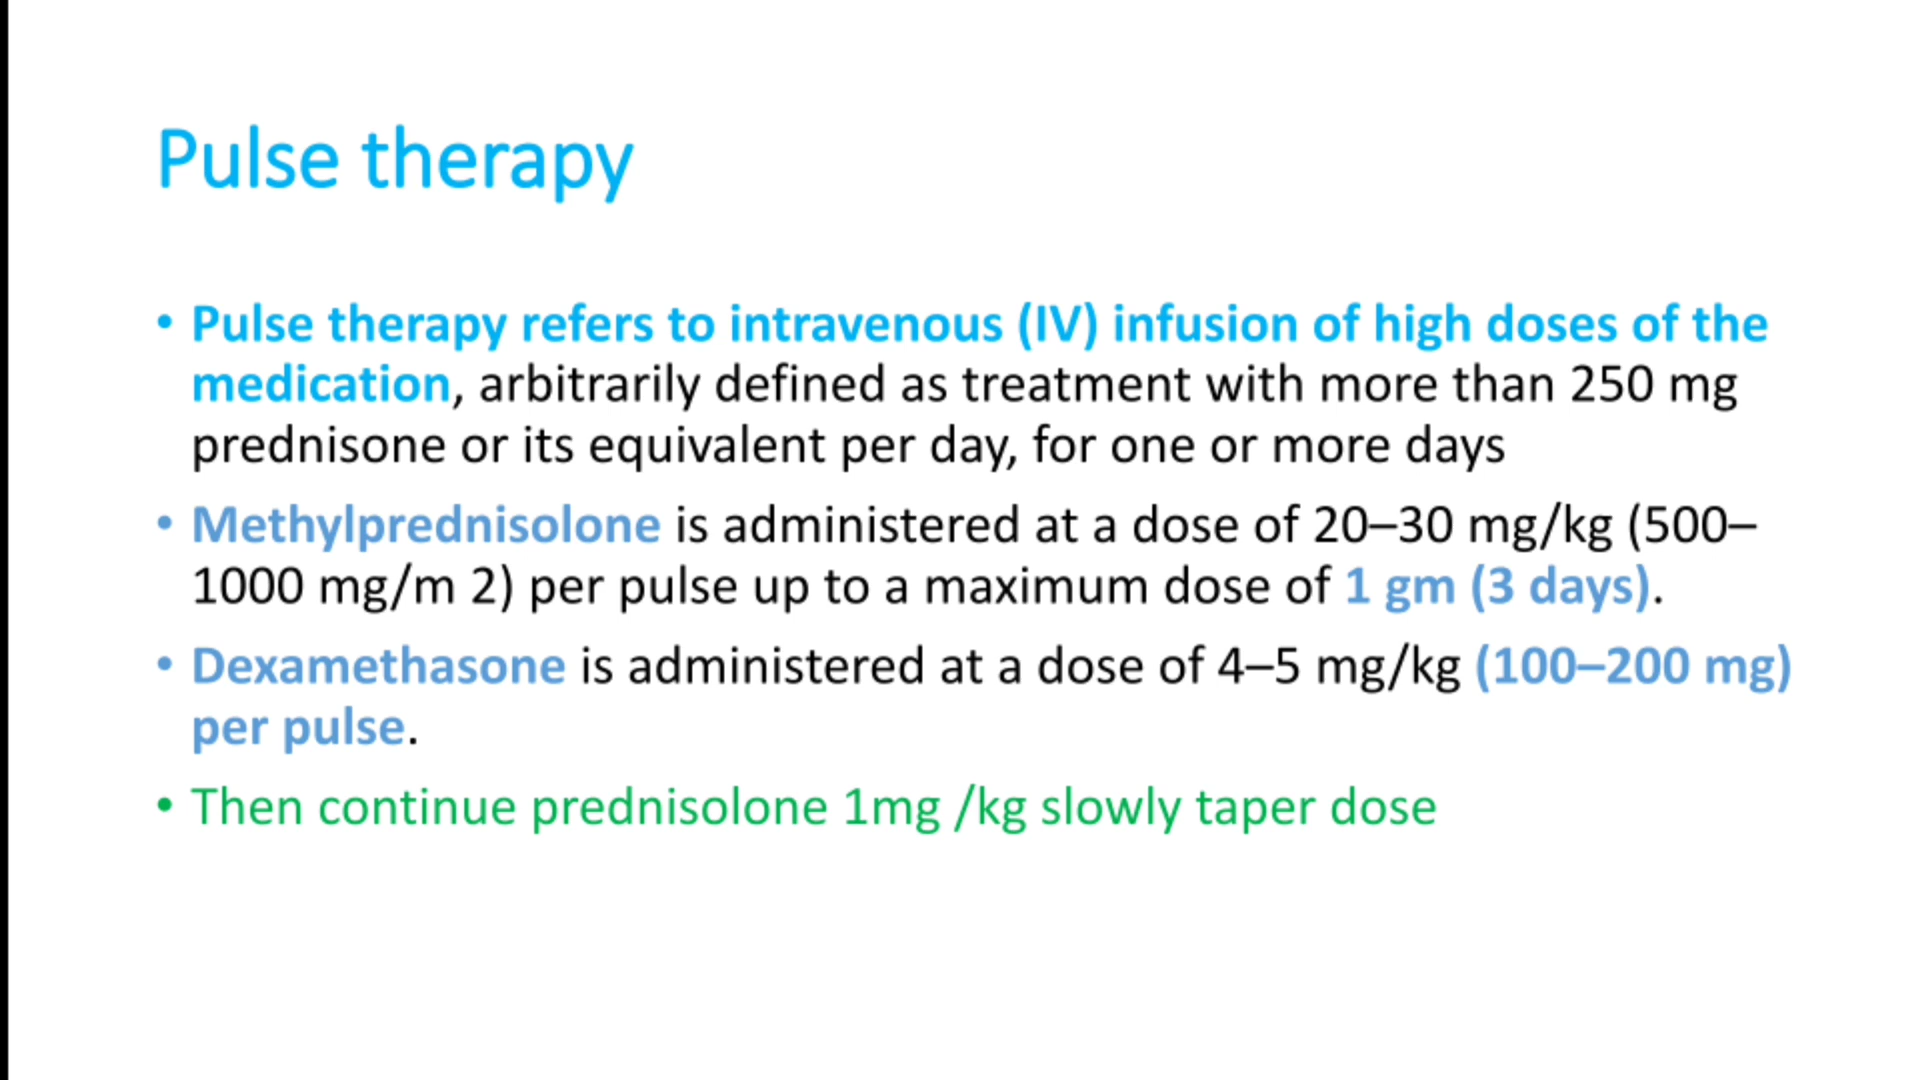 Pulse therapy
• Pulse therapy refers to intravenous (IV) infusion of high doses of the
medication, arbitrarily defined as treatment with more than 250 mg
prednisone or its equivalent per day, for one or more days
• Methylprednisolone is administered at a dose of 20–30 mg/kg (500–
1000 mg/m 2) per pulse up to a maximum dose of 1 gm (3 days).
• Dexamethasone is administered at a dose of 4–5 mg/kg (100–200 mg)
per pulse.
• Then continue prednisolone 1mg /kg slowly taper dose